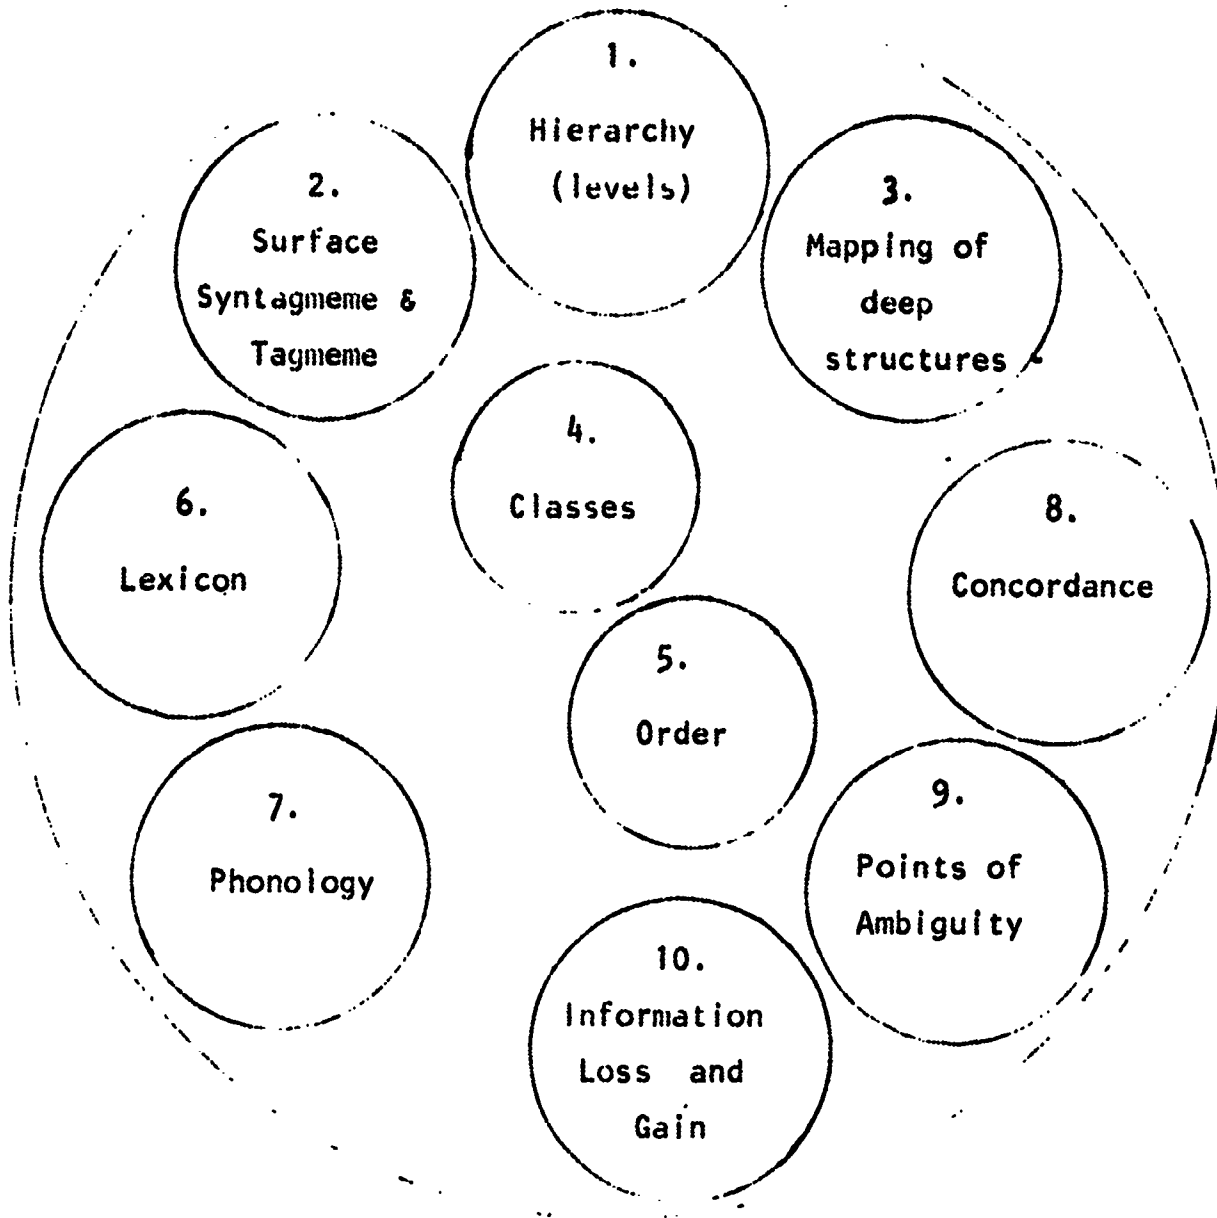 1.
Hierarchy
(levels)
2.
Surface
Syntagmeme &
Tagmeme
3.
Mapping of
deep
structures
4.
Classes
5.
Order
6.
Lexicon
7.
Phonology
8.
Concordance
9.
Points of
Ambiguity
10.
Information
Loss and
Gain